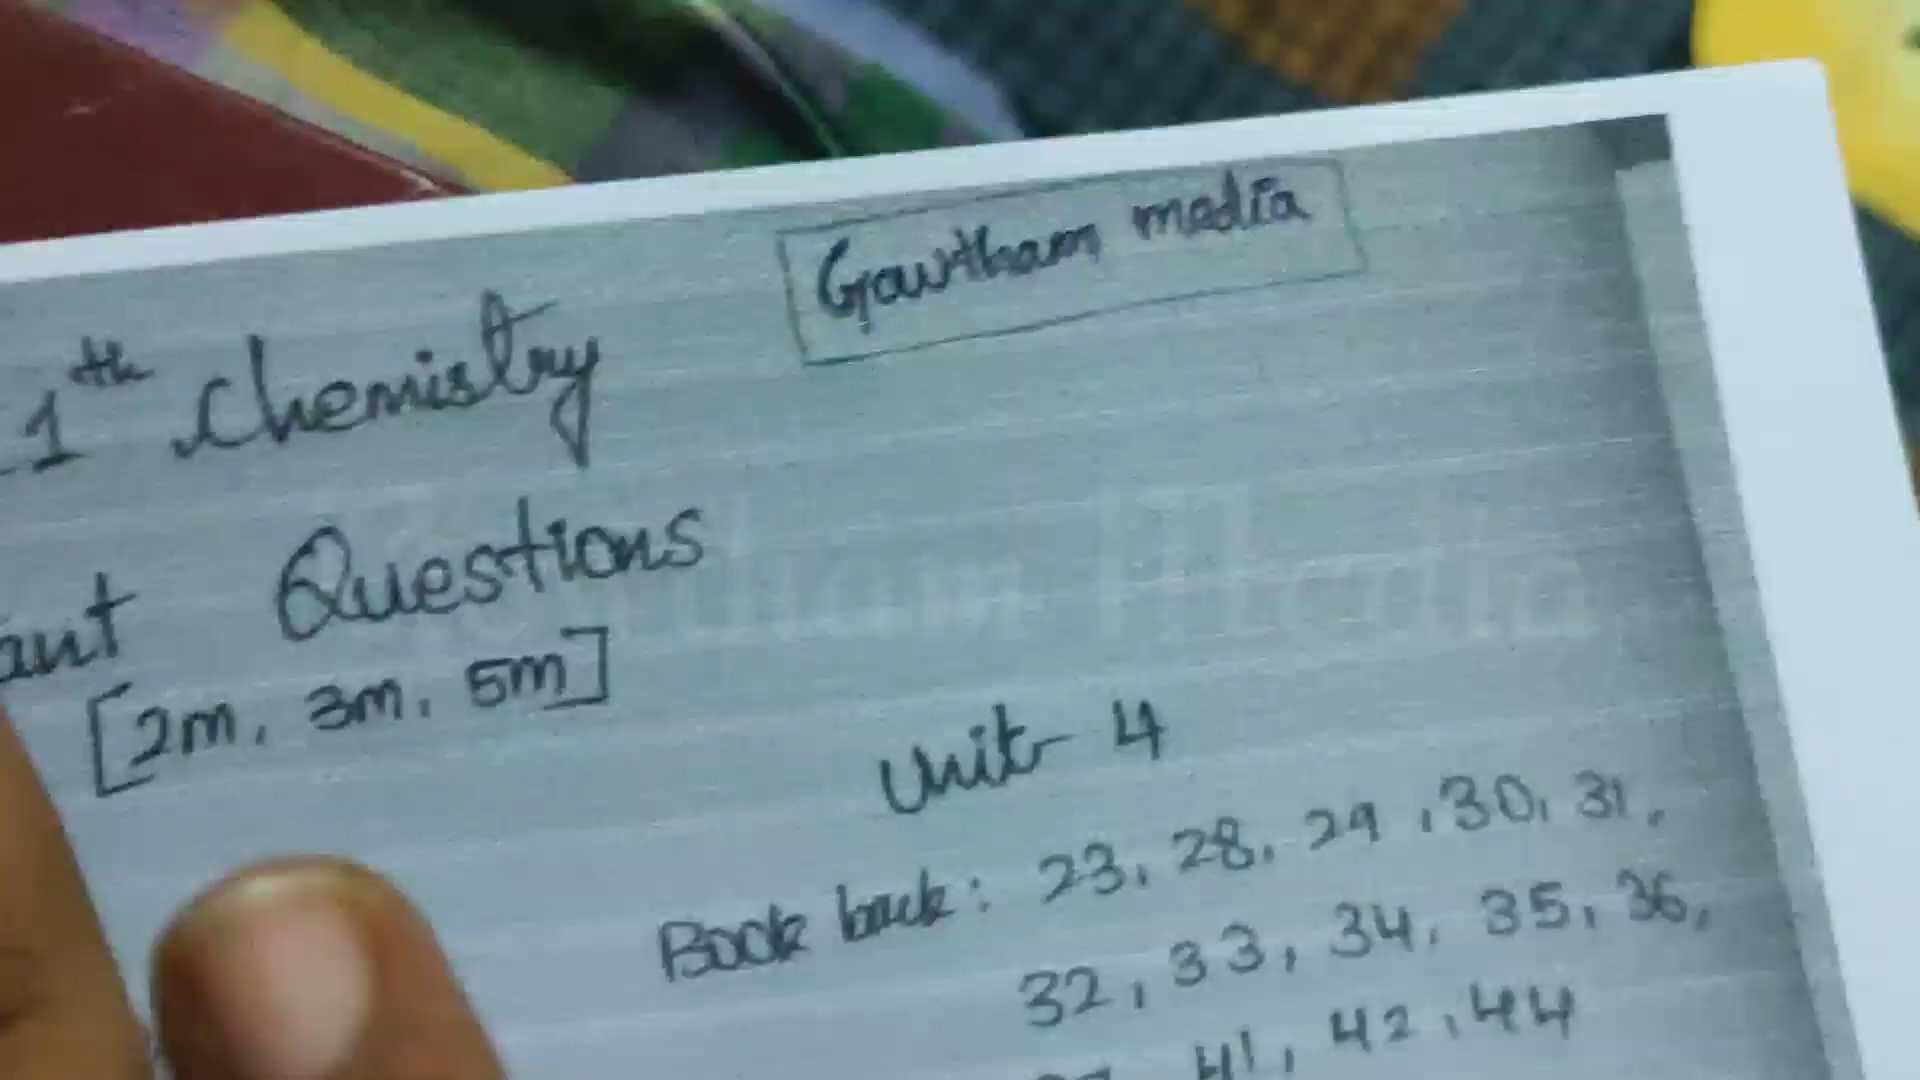 Gowtham media
1th Chemistry
Questions
[2m, 3m, 5m]
Unit- 4
Book back: 23, 28, 29, 30, 31,
32, 33, 34, 35, 36,
41, 42, 44